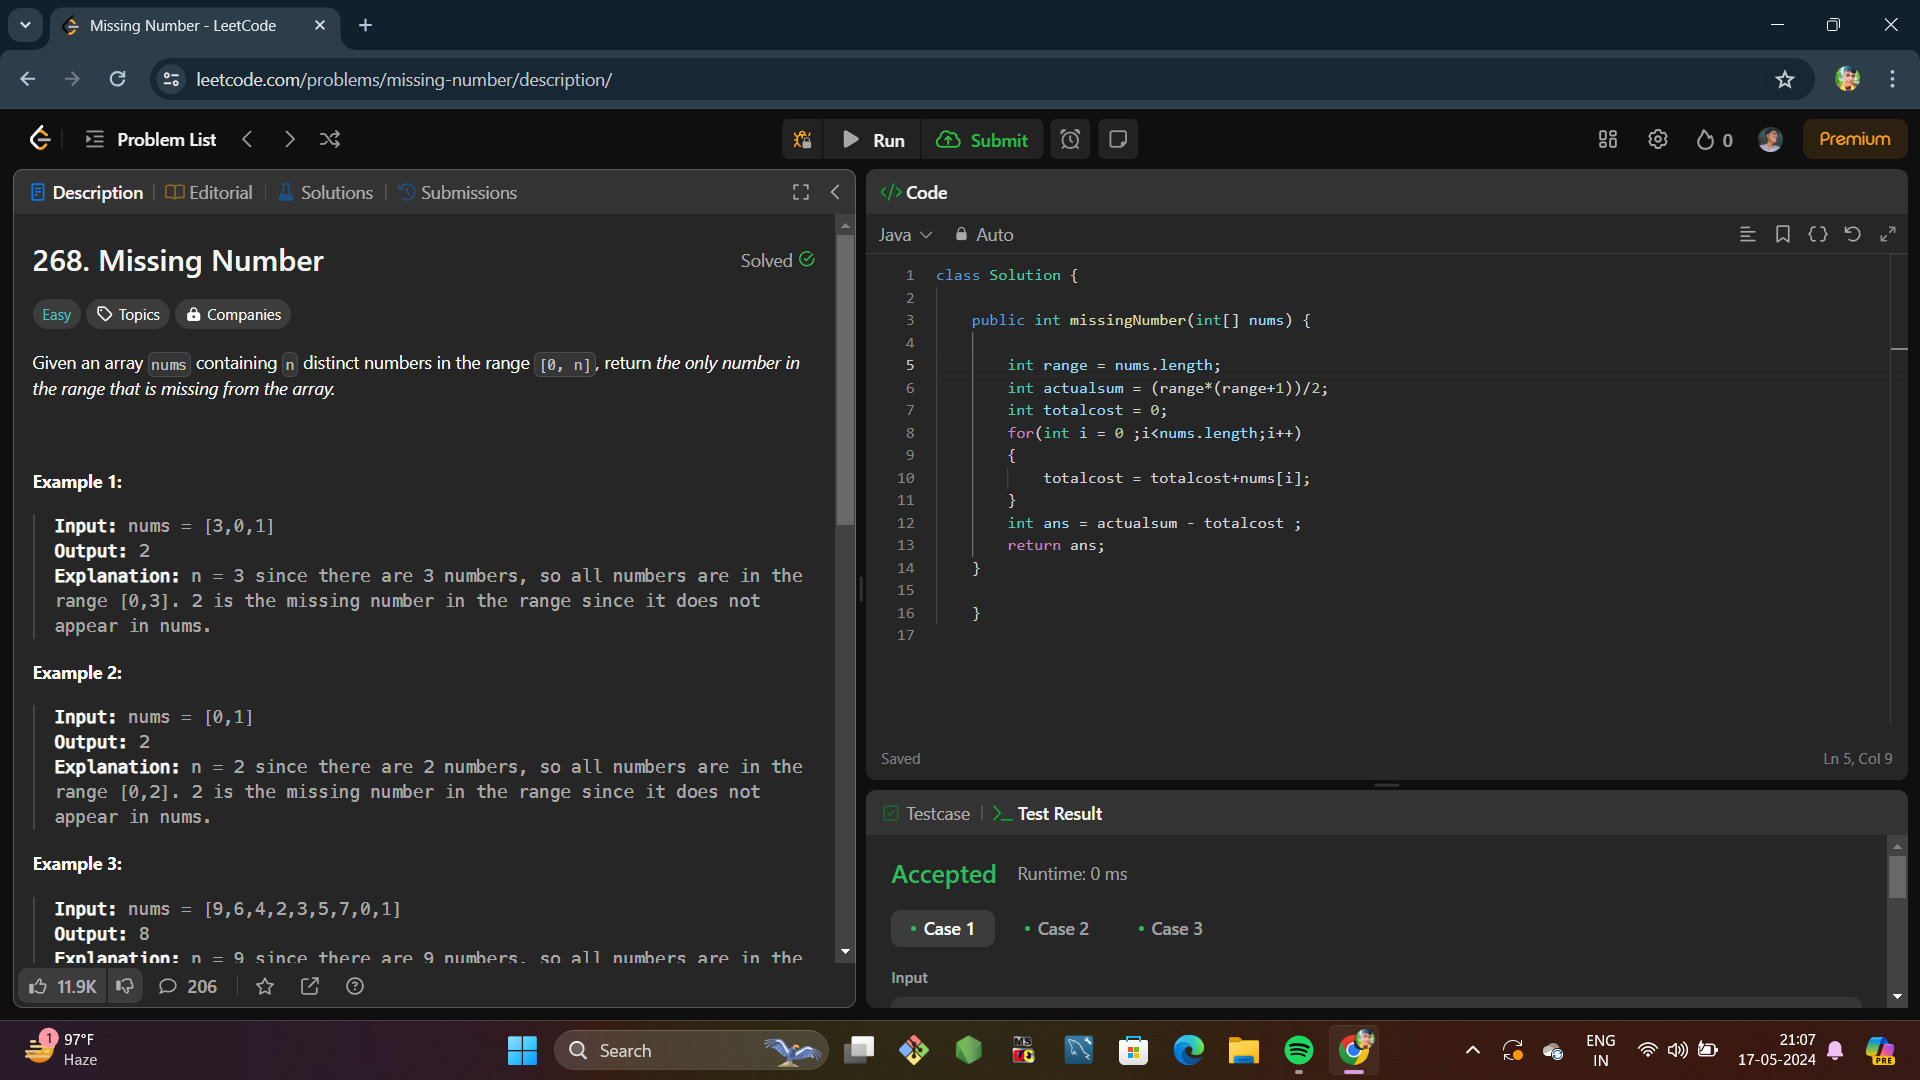 Missing Number - LeetCode
leetcode.com/problems/missing-number/description/
Problem List
Run
Submit
0
Premium
Description
Editorial
Solutions
Submissions
268. Missing Number
Solved
Easy
Topics
Companies
Given an array nums containing n distinct numbers in the range [0, n], return the only number in
the range that is missing from the array.
Example 1:
Input: nums = [3,0,1]
Output: 2
Explanation: n = 3 since there are 3 numbers, so all numbers are in the
range [0,3]. 2 is the missing number in the range since it does not
appear in nums.
Example 2:
Input: nums = [0,1]
Output: 2
Explanation: n = 2 since there are 2 numbers, so all numbers are in the
range [0,2]. 2 is the missing number in the range since it does not
appear in nums.
Example 3:
Input: nums = [9,6,4,2,3,5,7,0,1]
Output: 8
Explanation: n = 9 since there are 9 numbers, so all numbers are in the
11.9K
206
</> Code
Java
Auto
1 class Solution {
2
3 public int missingNumber(int[] nums) {
4
5 int range = nums.length;
6 int actualsum = (range*(range+1))/2;
7 int totalcost = 0;
8 for(int i = 0 ;i<nums.length;i++)
9 {
10 totalcost = totalcost+nums[i];
11 }
12 int ans = actualsum - totalcost ;
13 return ans;
14 }
15
16 }
17
Saved
Ln 5, Col 9
Testcase
Test Result
Accepted
Runtime: 0 ms
Case 1
Case 2
Case 3
Input
1
97°F
Haze
Search
MS
PRE
ENG
IN
21:07
17-05-2024